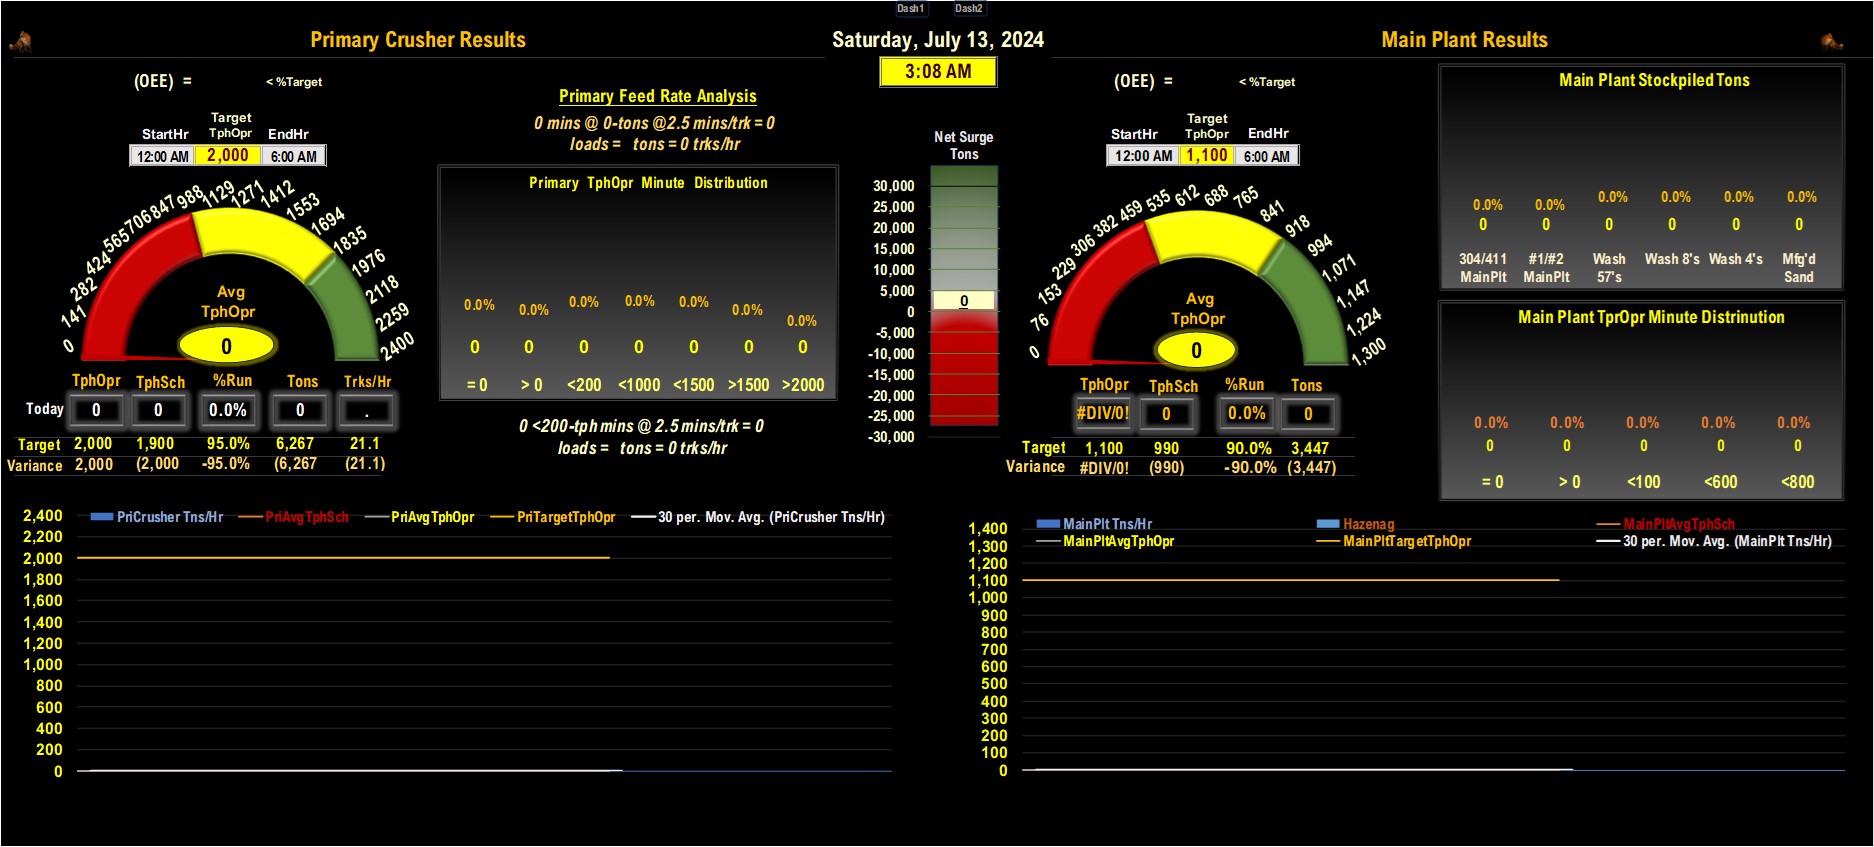 Dash1 Dash2
Primary Crusher Results
Saturday, July 13, 2024
Main Plant Results
3:08 AM
(OEE) = < %Target
Target
StartHr TphOpr EndHr
12:00 AM 2,000 6:00 AM
0 141 282 424 565 706 847 988 1129 1271 1412 1553 1694 1835 1976 2118 2259 2400
Avg
TphOpr
0
TphOpr TphSch %Run Tons Trks/Hr
Today 0 0 0.0% 0 .
Target 2,000 1,900 95.0% 6,267 21.1
Variance 2,000 (2,000 -95.0% (6,267 (21.1)
Primary Feed Rate Analysis
0 mins @ 0-tons @2.5 mins/trk = 0
loads = tons = 0 trks/hr
Primary TphOpr Minute Distribution
0.0% 0.0% 0.0% 0.0% 0.0% 0.0% 0.0%
0 0 0 0 0 0 0
= 0 > 0 <200 <1000 <1500 >1500 >2000
0 <200-tph mins @ 2.5 mins/trk = 0
loads = tons = 0 trks/hr
Net Surge
Tons
30,000
25,000
20,000
15,000
10,000
5,000
0
0
-5,000
-10,000
-15,000
-20,000
-25,000
-30,000
(OEE) = < %Target
Target
StartHr TphOpr EndHr
12:00 AM 1,100 6:00 AM
0 76 153 229 306 382 459 535 612 688 765 841 918 994 1,071 1,147 1,224 1,300
Avg
TphOpr
0
TphOpr TphSch %Run Tons
#DIV/0! 0 0.0% 0
Target 1,100 990 90.0% 3,447
Variance #DIV/0! (990) -90.0% (3,447)
Main Plant Stockpiled Tons
0.0% 0.0% 0.0% 0.0% 0.0% 0.0%
0 0 0 0 0 0
304/411 #1/#2 Wash Wash 8's Wash 4's Mfg'd
MainPlt MainPlt 57's Sand
Main Plant TprOpr Minute Distrinution
0.0% 0.0% 0.0% 0.0% 0.0%
0 0 0 0 0
= 0 > 0 <100 <600 <800
PriCrusher Tns/Hr PriAvgTphSch PriAvgTphOpr PriTargetTphOpr 30 per. Mov. Avg. (PriCrusher Tns/Hr)
2,400
2,200
2,000
1,800
1,600
1,400
1,200
1,000
800
600
400
200
0
MainPlt Tns/Hr Hazenag MainPltAvgTphSch
MainPltAvgTphOpr MainPltTargetTphOpr 30 per. Mov. Avg. (MainPlt Tns/Hr)
1,400
1,300
1,200
1,100
1,000
900
800
700
600
500
400
300
200
100
0